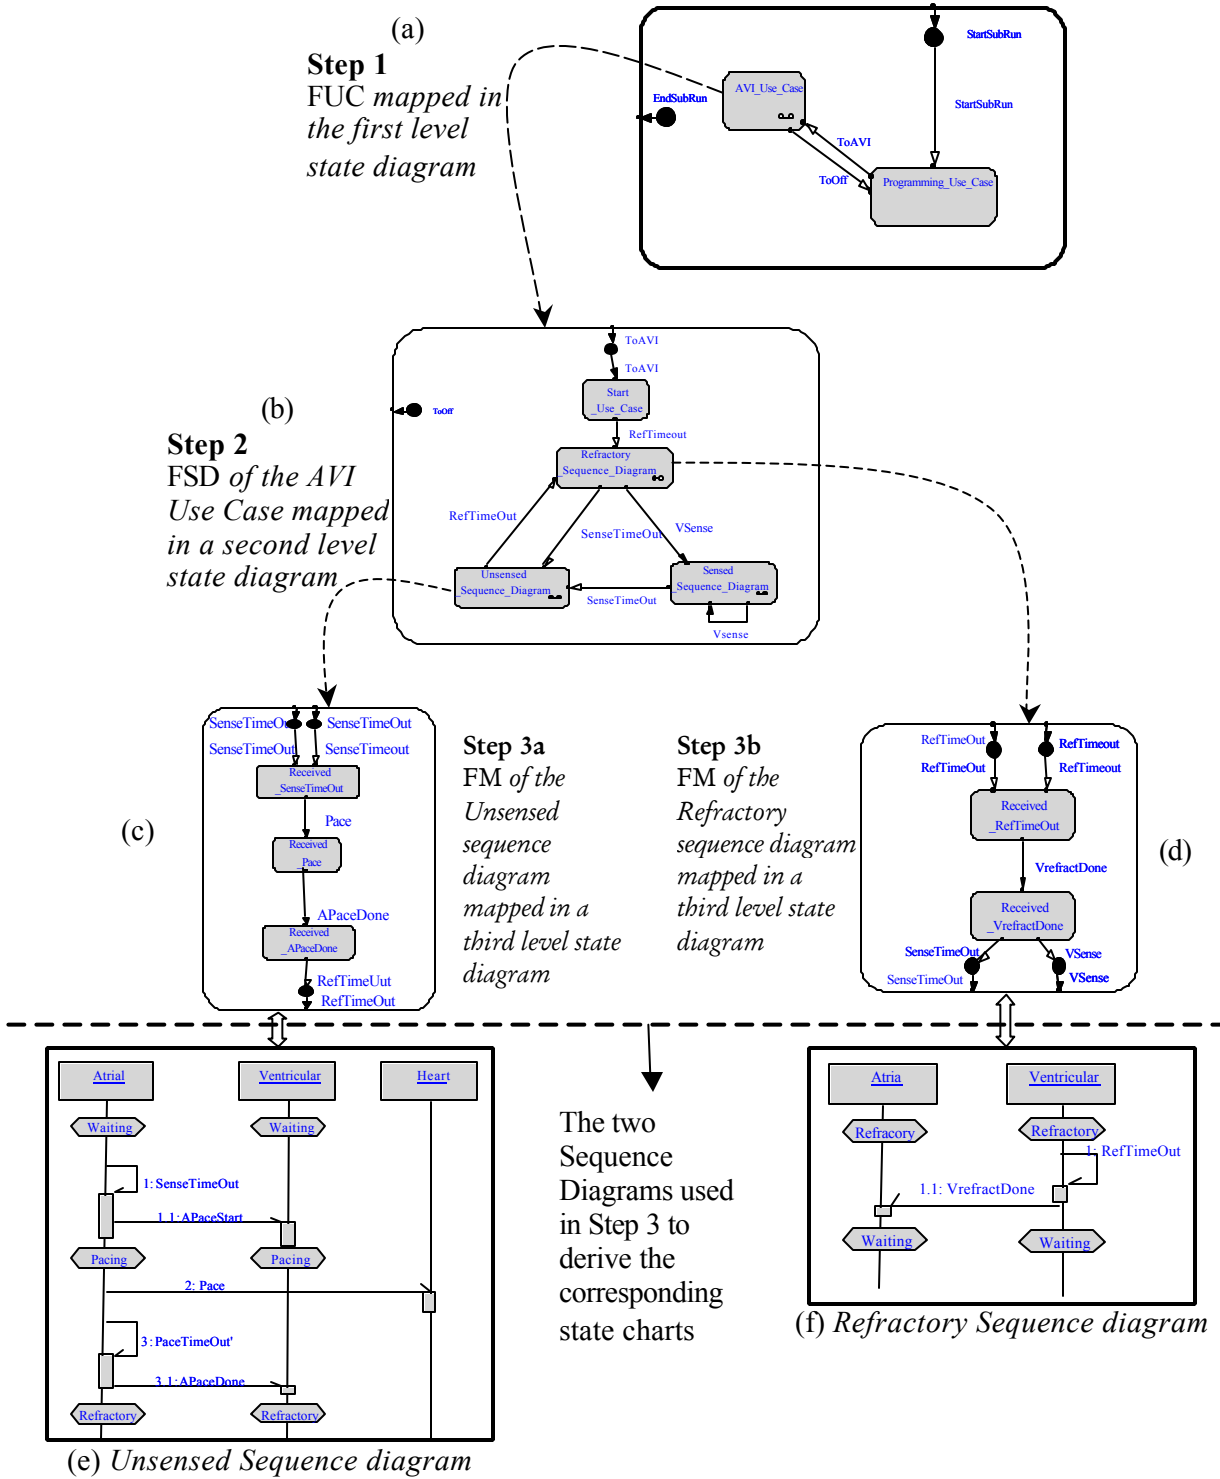 (a)
Step 1
FUC mapped in
the first level
state diagram
StartSubRun
AVI_Use_Case
EndSubRun
StartSubRun
ToAVI
ToOff
Programming_Use_Case
(b)
Step 2
FSD of the AVI
Use Case mapped
in a second level
state diagram
ToAVI
ToAVI
ToOff
Start
_Use_Case
RefTimeout
Refractory
_Sequence_Diagram
RefTimeOut
SenseTimeOut
VSense
Unsensed
_Sequence_Diagram
Sensed
_Sequence_Diagram
SenseTimeOut
Vsense
(c)
SenseTimeOut
SenseTimeOut
SenseTimeOut
SenseTimeout
Received
_SenseTimeOut
Pace
Received
_Pace
APaceDone
Received
_APaceDone
RefTimeUut
RefTimeOut
Step 3a
FM of the
Unsensed
sequence
diagram
mapped in a
third level state
diagram
Step 3b
FM of the
Refractory
sequence diagram
mapped in a
third level state
diagram
(d)
RefTimeOut
RefTimeout
RefTimeOut
RefTimeout
Received
_RefTimeOut
VrefractDone
Received
_VrefractDone
SenseTimeOut
VSense
SenseTimeOut
VSense
Atrial
Ventricular
Heart
Waiting
Waiting
1: SenseTimeOut
1.1: APaceStart
Pacing
Pacing
2: Pace
3: PaceTimeOut'
3.1: APaceDone
Refractory
Refractory
(e) Unsensed Sequence diagram
The two
Sequence
Diagrams used
in Step 3 to
derive the
corresponding
state charts
Atria
Ventricular
Refracory
Refractory
1: RefTimeOut
1.1: VrefractDone
Waiting
Waiting
(f) Refractory Sequence diagram